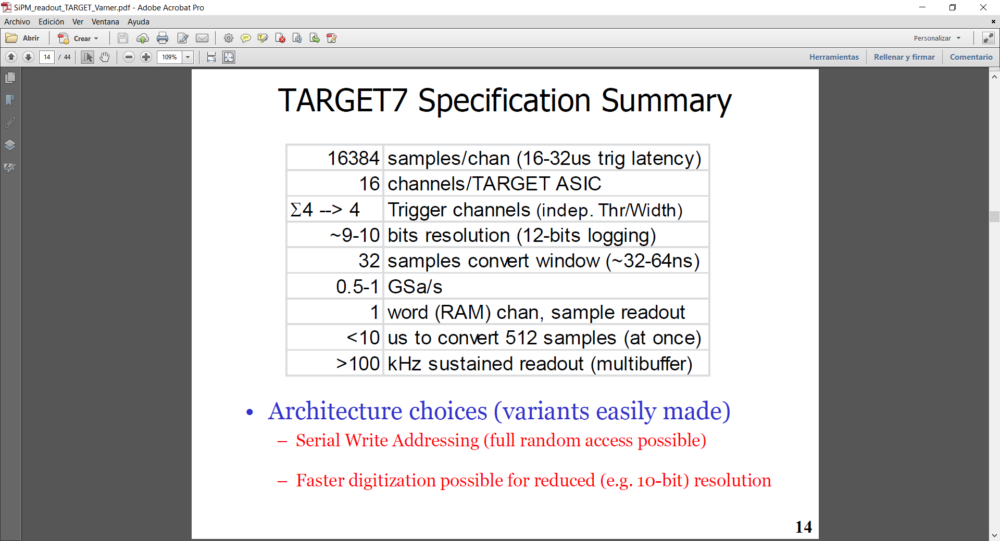 SiPM_readout_TARGET_Varner.pdf - Adobe Acrobat Pro
Archivo Edición Ver Ventana Ayuda
Abrir Crear Personalizar
14 / 44 109% Herramientas Rellenar y firmar Comentario
TARGET7 Specification Summary
16384 samples/chan (16-32us trig latency)
16 channels/TARGET ASIC
Σ4 --> 4 Trigger channels (indep. Thr/Width)
~9-10 bits resolution (12-bits logging)
32 samples convert window (~32-64ns)
0.5-1 GSa/s
1 word (RAM) chan, sample readout
<10 us to convert 512 samples (at once)
>100 kHz sustained readout (multibuffer)
• Architecture choices (variants easily made)
– Serial Write Addressing (full random access possible)
– Faster digitization possible for reduced (e.g. 10-bit) resolution
14